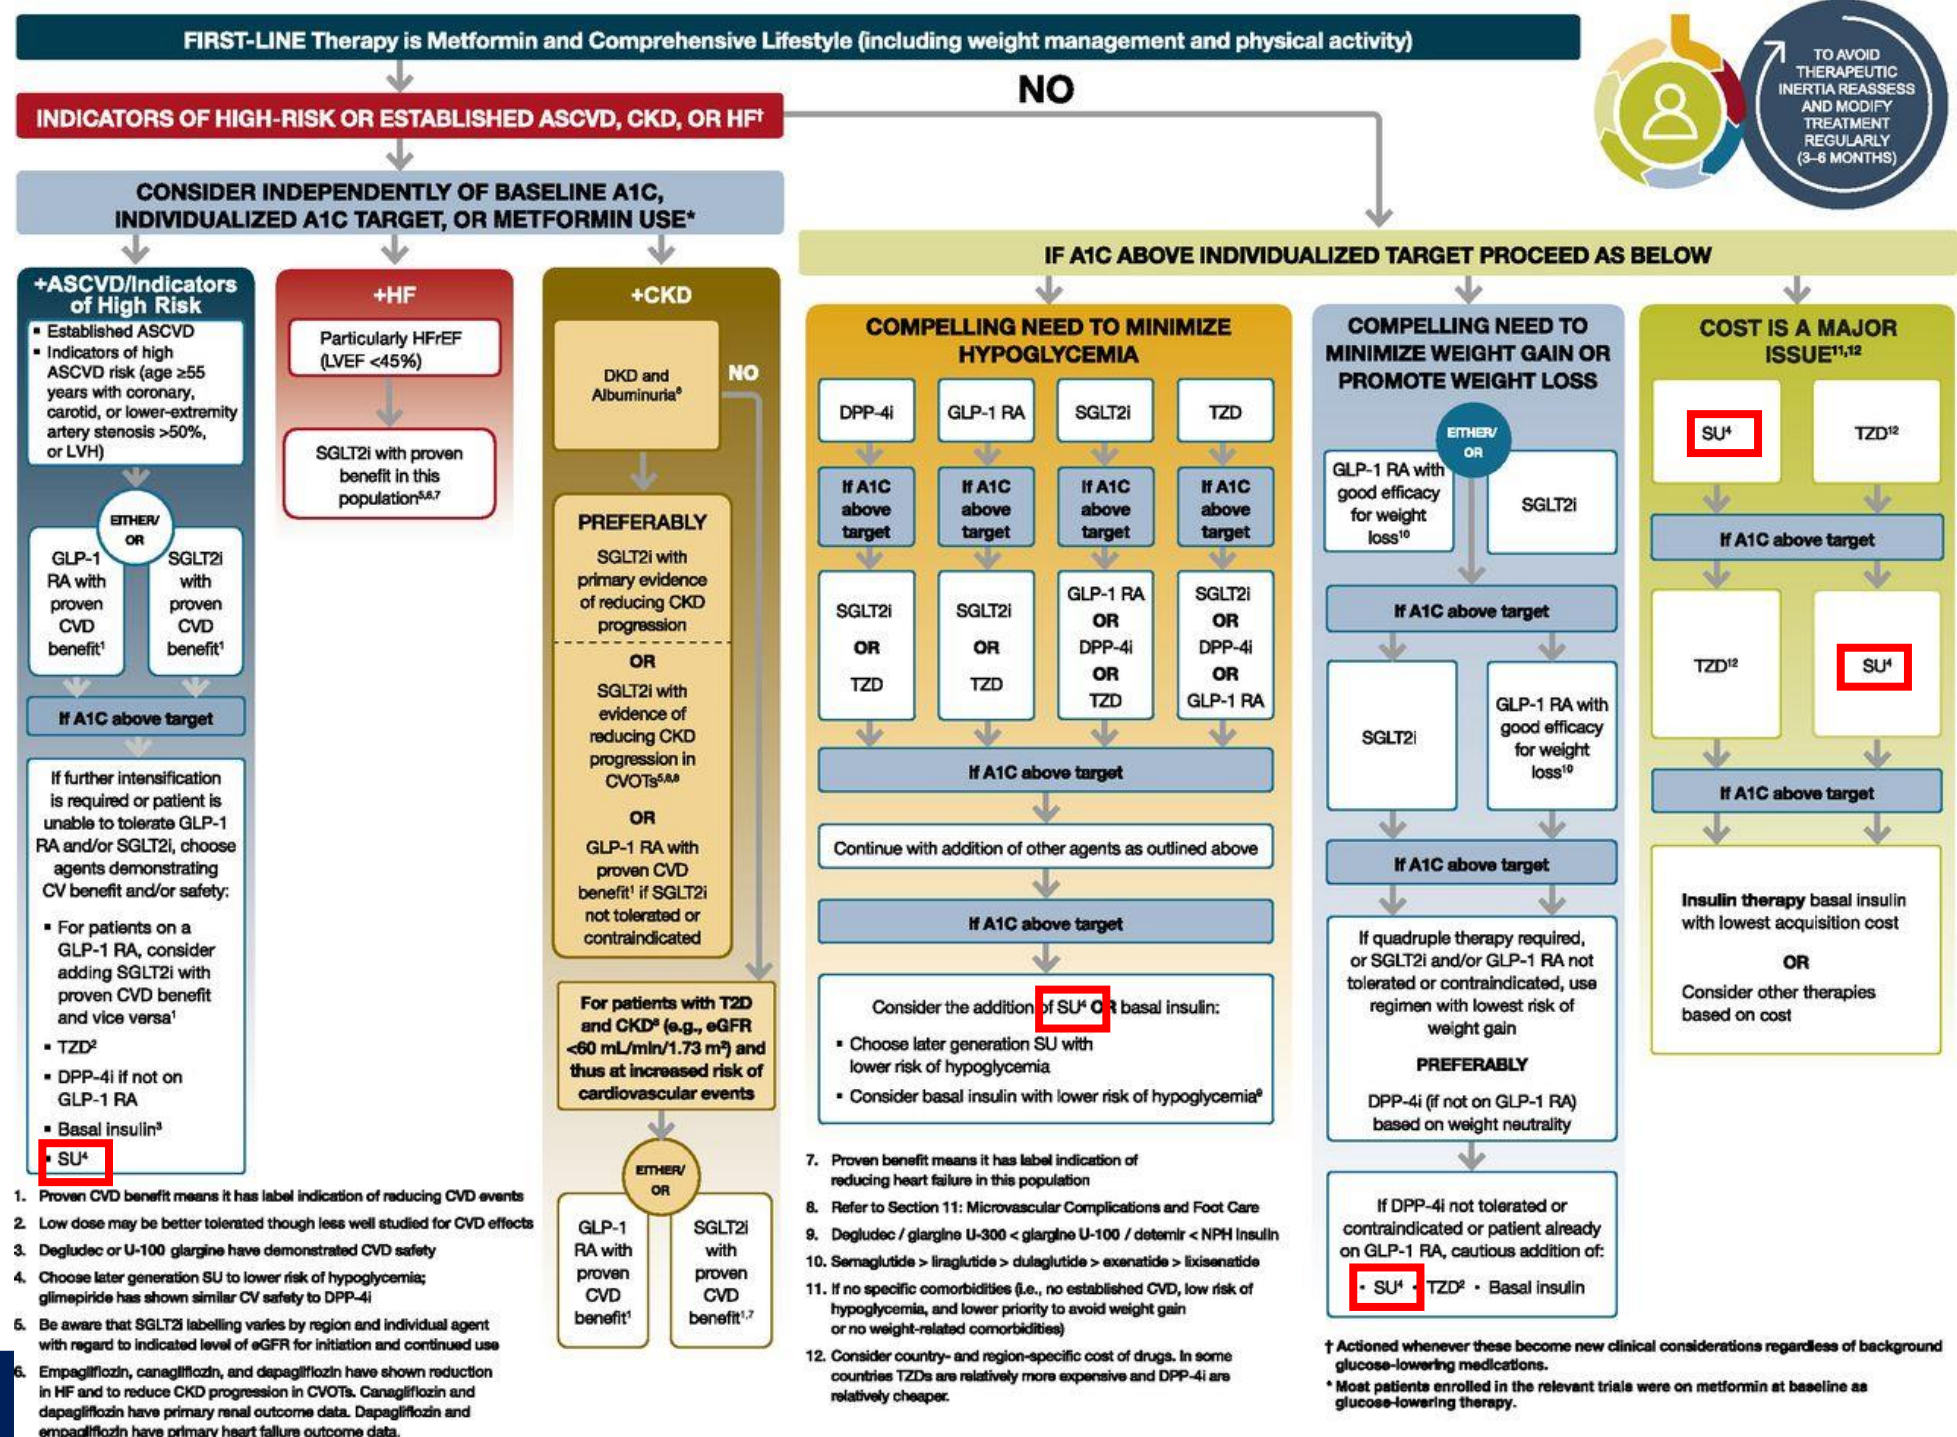 FIRST-LINE Therapy is Metformin and Comprehensive Lifestyle (including weight management and physical activity)
TO AVOID
THERAPEUTIC
INERTIA REASSESS
AND MODIFY
TREATMENT
REGULARLY
(3–6 MONTHS)
NO
INDICATORS OF HIGH-RISK OR ESTABLISHED ASCVD, CKD, OR HF†
CONSIDER INDEPENDENTLY OF BASELINE A1C,
INDIVIDUALIZED A1C TARGET, OR METFORMIN USE*
+ASCVD/Indicators
of High Risk
▪ Established ASCVD
▪ Indicators of high
ASCVD risk (age ≥55
years with coronary,
carotid, or lower-extremity
artery stenosis >50%,
or LVH)
EITHER/
OR
GLP-1
RA with
proven
CVD
benefit¹
SGLT2i
with
proven
CVD
benefit¹
If A1C above target
If further intensification
is required or patient is
unable to tolerate GLP-1
RA and/or SGLT2i, choose
agents demonstrating
CV benefit and/or safety:
▪ For patients on a
GLP-1 RA, consider
adding SGLT2i with
proven CVD benefit
and vice versa¹
▪ TZD²
▪ DPP-4i if not on
GLP-1 RA
▪ Basal insulin³
▪ SU⁴
+HF
Particularly HFrEF
(LVEF <45%)
SGLT2i with proven
benefit in this
population⁵,⁶,⁷
+CKD
DKD and
Albuminuria⁸
NO
PREFERABLY
SGLT2i with
primary evidence
of reducing CKD
progression
OR
SGLT2i with
evidence of
reducing CKD
progression in
CVOTs⁵,⁶,⁸
OR
GLP-1 RA with
proven CVD
benefit¹ if SGLT2i
not tolerated or
contraindicated
For patients with T2D
and CKD⁸ (e.g., eGFR
<60 mL/min/1.73 m²) and
thus at increased risk of
cardiovascular events
EITHER/
OR
GLP-1
RA with
proven
CVD
benefit¹
SGLT2i
with
proven
CVD
benefit¹,⁷
IF A1C ABOVE INDIVIDUALIZED TARGET PROCEED AS BELOW
COMPELLING NEED TO MINIMIZE
HYPOGLYCEMIA
DPP-4i
GLP-1 RA
SGLT2i
TZD
If A1C
above
target
If A1C
above
target
If A1C
above
target
If A1C
above
target
SGLT2i
OR
TZD
SGLT2i
OR
TZD
GLP-1 RA
OR
DPP-4i
OR
TZD
SGLT2i
OR
DPP-4i
OR
GLP-1 RA
If A1C above target
Continue with addition of other agents as outlined above
If A1C above target
Consider the addition of SU⁴ OR basal insulin:
▪ Choose later generation SU with
lower risk of hypoglycemia
▪ Consider basal insulin with lower risk of hypoglycemia⁹
COMPELLING NEED TO
MINIMIZE WEIGHT GAIN OR
PROMOTE WEIGHT LOSS
EITHER/
OR
GLP-1 RA with
good efficacy
for weight
loss¹⁰
SGLT2i
If A1C above target
SGLT2i
GLP-1 RA with
good efficacy
for weight
loss¹⁰
If A1C above target
If quadruple therapy required,
or SGLT2i and/or GLP-1 RA not
tolerated or contraindicated, use
regimen with lowest risk of
weight gain
PREFERABLY
DPP-4i (if not on GLP-1 RA)
based on weight neutrality
If DPP-4i not tolerated or
contraindicated or patient already
on GLP-1 RA, cautious addition of:
· SU⁴ · TZD² · Basal insulin
COST IS A MAJOR
ISSUE¹¹,¹²
SU⁴
TZD¹²
If A1C above target
TZD¹²
SU⁴
If A1C above target
Insulin therapy basal insulin
with lowest acquisition cost
OR
Consider other therapies
based on cost
1. Proven CVD benefit means it has label indication of reducing CVD events
2. Low dose may be better tolerated though less well studied for CVD effects
3. Degludec or U-100 glargine have demonstrated CVD safety
4. Choose later generation SU to lower risk of hypoglycemia;
glimepiride has shown similar CV safety to DPP-4i
5. Be aware that SGLT2i labelling varies by region and individual agent
with regard to indicated level of eGFR for initiation and continued use
6. Empagliflozin, canagliflozin, and dapagliflozin have shown reduction
in HF and to reduce CKD progression in CVOTs. Canagliflozin and
dapagliflozin have primary renal outcome data. Dapagliflozin and
empagliflozin have primary heart failure outcome data.
7. Proven benefit means it has label indication of
reducing heart failure in this population
8. Refer to Section 11: Microvascular Complications and Foot Care
9. Degludec / glargine U-300 < glargine U-100 / detemir < NPH Insulin
10. Semaglutide > liraglutide > dulaglutide > exenatide > lixisenatide
11. If no specific comorbidities (i.e., no established CVD, low risk of
hypoglycemia, and lower priority to avoid weight gain
or no weight-related comorbidities)
12. Consider country- and region-specific cost of drugs. In some
countries TZDs are relatively more expensive and DPP-4i are
relatively cheaper.
† Actioned whenever these become new clinical considerations regardless of background
glucose-lowering medications.
* Most patients enrolled in the relevant trials were on metformin at baseline as
glucose-lowering therapy.